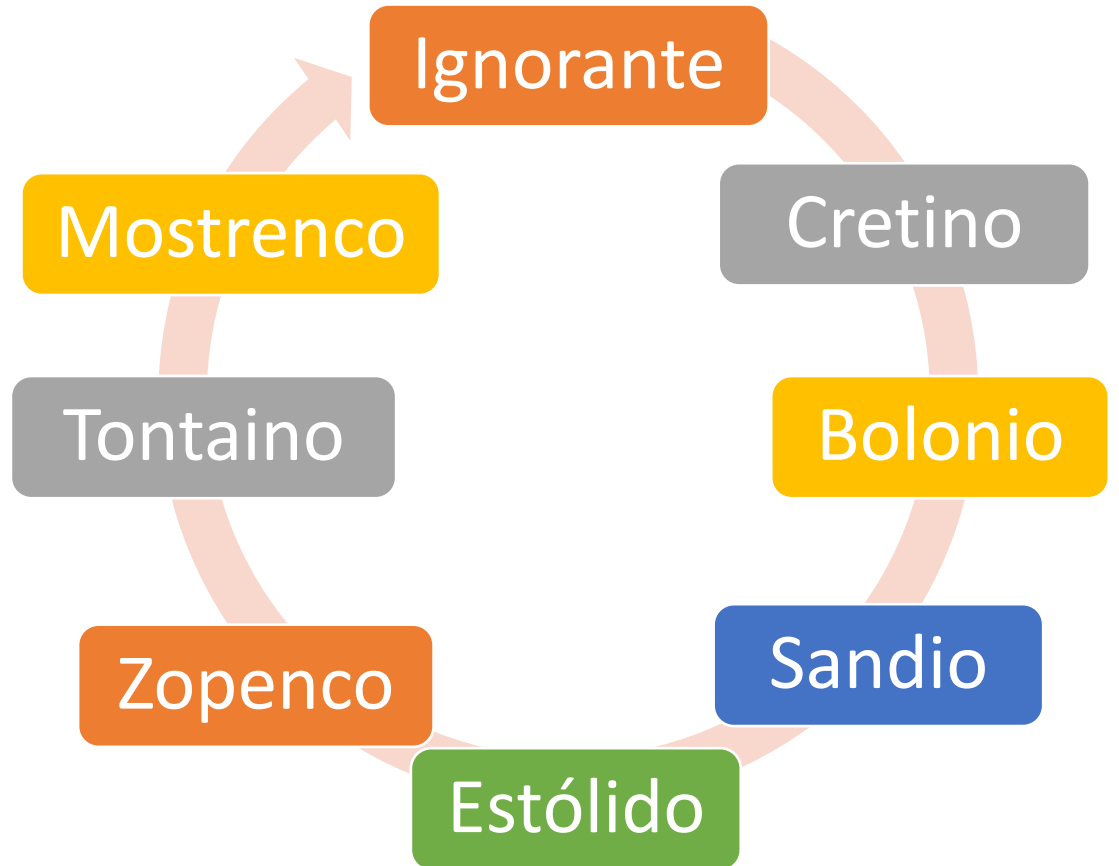 Ignorante
Cretino
Bolonio
Sandio
Estólido
Zopenco
Tontaino
Mostrenco